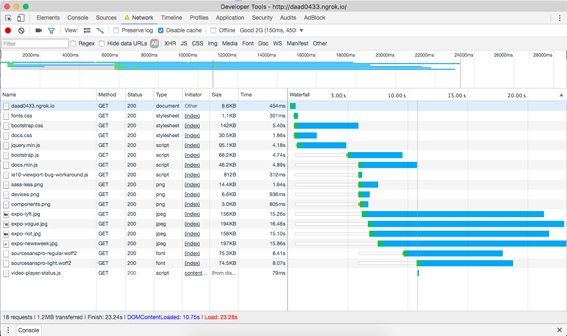 Developer Tools - http://daad0433.ngrok.io/
Elements Console Sources Network Timeline Profiles Application Security Audits AdBlock
View: Preserve log Disable cache Offline Good 2G (150ms, 450
Filter Regex Hide data URLs All XHR JS CSS Img Media Font Doc WS Manifest Other
2000ms 4000ms 6000ms 8000ms 10000ms 12000ms 14000ms 16000ms 18000ms 20000ms 22000ms 24000ms 26000ms 28000ms
Name Method Status Type Initiator Size Time Waterfall 5.00 s 10.00 s 15.00 s 20.00 s
daad0433.ngrok.io GET 200 document Other 8.6KB 454ms
fonts.css GET 200 stylesheet (index) 1.1KB 301ms
bootstrap.css GET 200 stylesheet (index) 142KB 5.40s
docs.css GET 200 stylesheet (index) 30.5KB 1.86s
jquery.min.js GET 200 script (index) 95.1KB 4.18s
bootstrap.js GET 200 script (index) 68.2KB 4.74s
docs.min.js GET 200 script (index) 46.2KB 4.89s
ie10-viewport-bug-workaround.js GET 200 script (index) 812B 312ms
sass-less.png GET 200 png (index) 14.4KB 1.64s
devices.png GET 200 png (index) 6.6KB 936ms
components.png GET 200 png (index) 3.0KB 805ms
expo-lyft.jpg GET 200 jpeg (index) 156KB 15.26s
expo-vogue.jpg GET 200 jpeg (index) 194KB 16.46s
expo-riot.jpg GET 200 jpeg (index) 158KB 15.10s
expo-newsweek.jpg GET 200 jpeg (index) 197KB 15.86s
sourcesanspro-regular.woff2 GET 200 font (index) 75.3KB 8.41s
sourcesanspro-light.woff2 GET 200 font (index) 74.5KB 8.07s
video-player-status.js GET 200 script content... (from dis... 79ms
18 requests | 1.2MB transferred | Finish: 23.24s | DOMContentLoaded: 10.75s | Load: 23.28s
Console